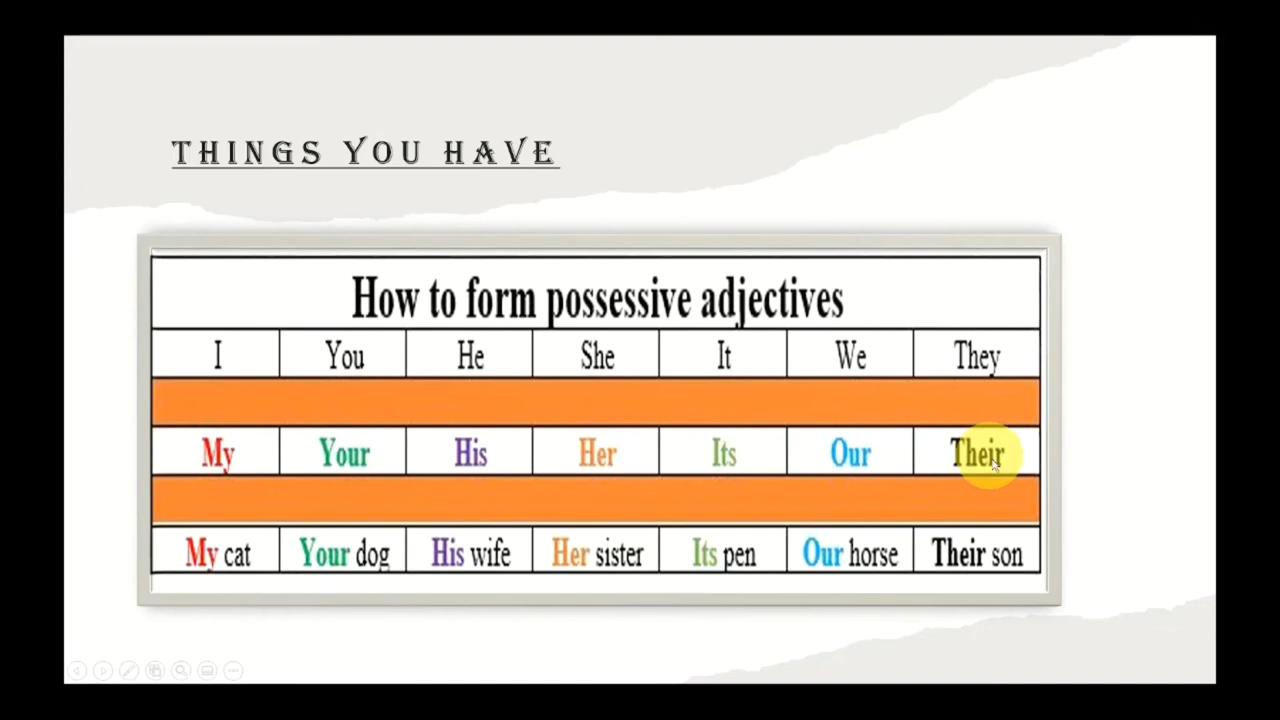 THINGS YOU HAVE
How to form possessive adjectives
I You He She It We They
My Your His Her Its Our Their
My cat Your dog His wife Her sister Its pen Our horse Their son